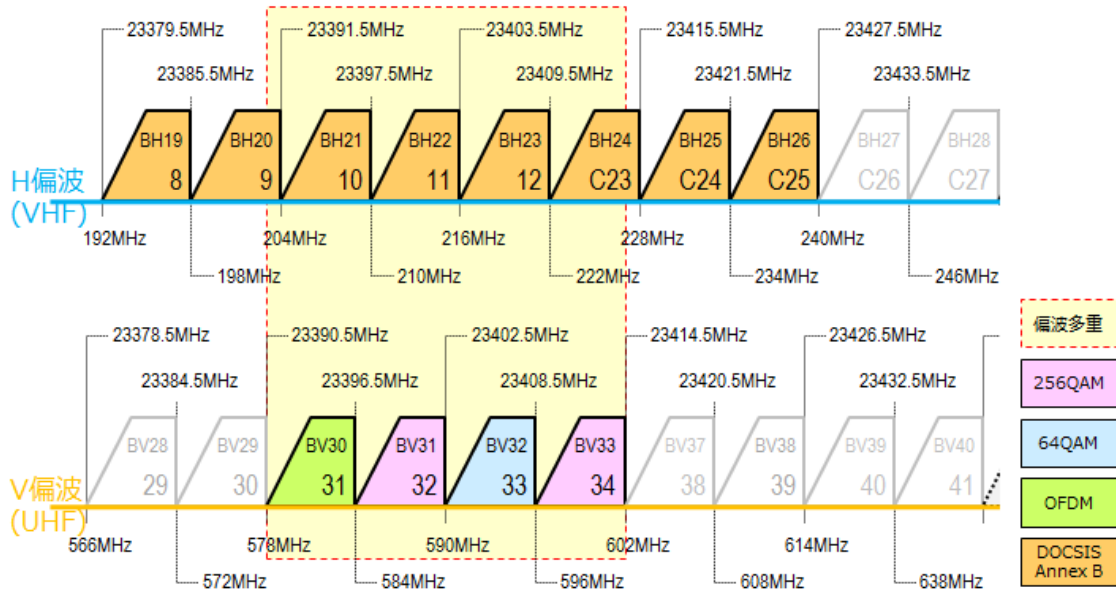 23379.5MHz 23391.5MHz 23403.5MHz 23415.5MHz 23427.5MHz
23385.5MHz 23397.5MHz 23409.5MHz 23421.5MHz 23433.5MHz
BH19 BH20 BH21 BH22 BH23 BH24 BH25 BH26 BH27 BH28
8 9 10 11 12 C23 C24 C25 C26 C27
H偏波
(VHF)
192MHz 204MHz 216MHz 228MHz 240MHz
198MHz 210MHz 222MHz 234MHz 246MHz
23378.5MHz 23390.5MHz 23402.5MHz 23414.5MHz 23426.5MHz
23384.5MHz 23396.5MHz 23408.5MHz 23420.5MHz 23432.5MHz
BV28 BV29 BV30 BV31 BV32 BV33 BV37 BV38 BV39 BV40
29 30 31 32 33 34 38 39 40 41
V偏波
(UHF)
566MHz 578MHz 590MHz 602MHz 614MHz
572MHz 584MHz 596MHz 608MHz 638MHz
偏波多重
256QAM
64QAM
OFDM
DOCSIS
Annex B